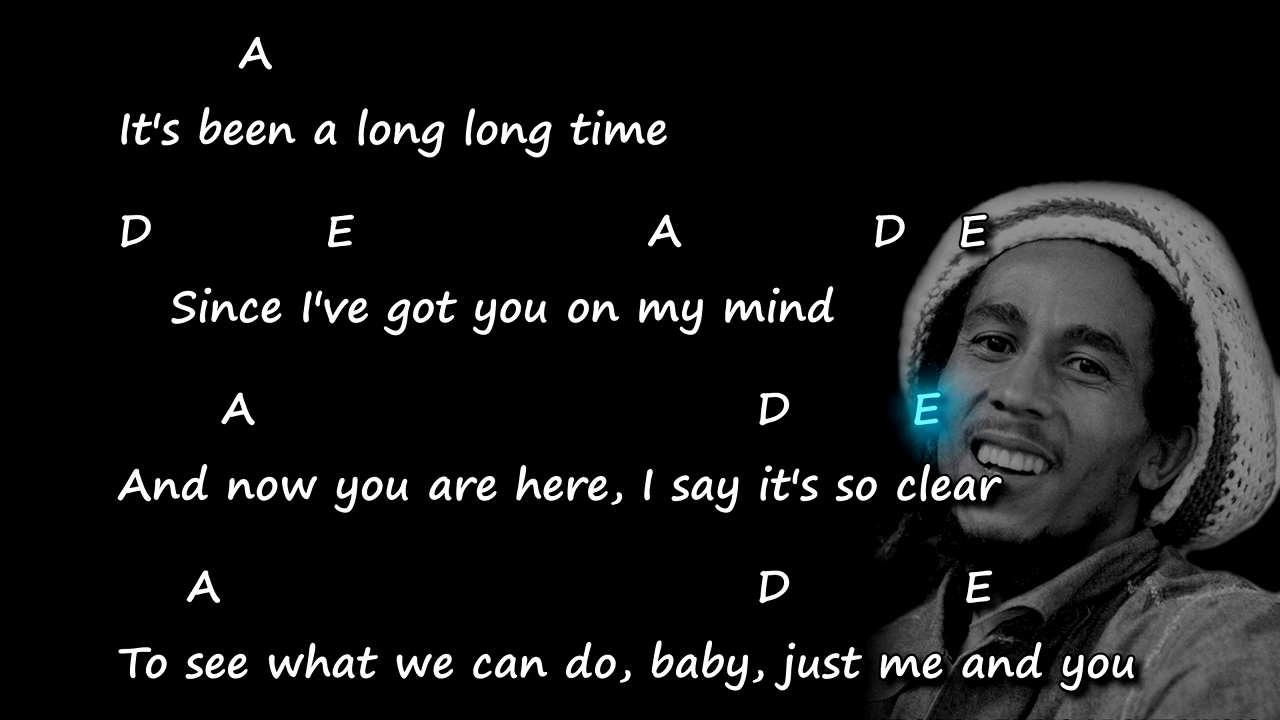 A
It's been a long long time
D E A D E
Since I've got you on my mind
A D E
And now you are here, I say it's so clear
A D E
To see what we can do, baby, just me and you